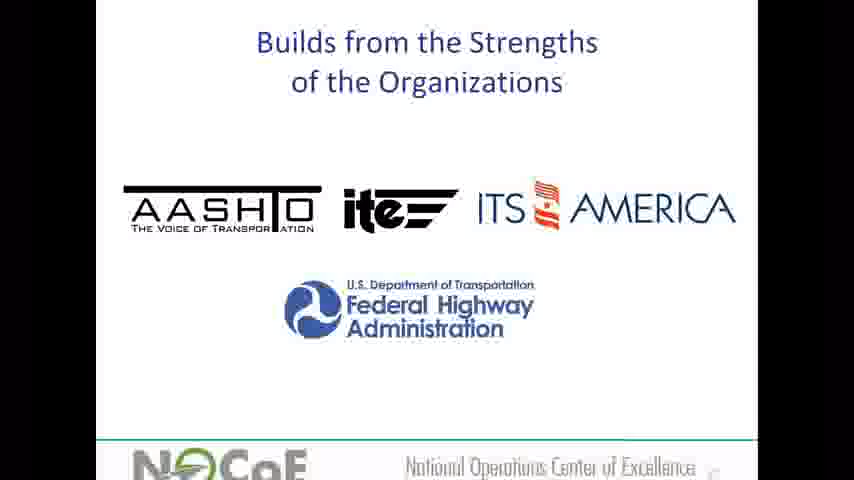 Builds from the Strengths
of the Organizations
AASHTO
THE VOICE OF TRANSPORTATION
ite
ITS AMERICA
U.S. Department of Transportation
Federal Highway
Administration
NOCoE
National Operations Center of Excellence